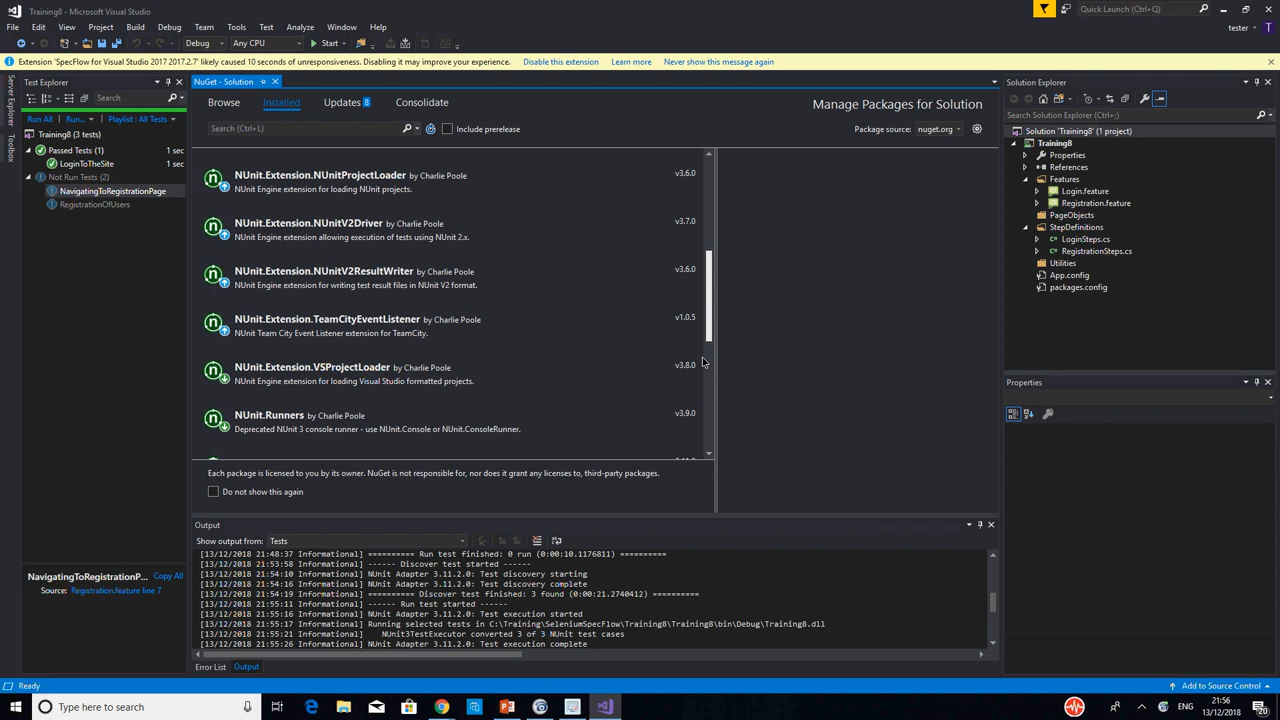 Training8 - Microsoft Visual Studio
Quick Launch (Ctrl+;)
File Edit View Project Build Debug Team Tools Test Analyze Window Help
tester T
Debug Any CPU Start
Extension 'SpecFlow for Visual Studio 2017 2017.2.7' likely caused 10 seconds of unresponsiveness. Disabling it may improve your experience. Disable this extension Learn more Never show this message again
Server Explorer
Toolbox
Test Explorer
Search
Run All Run... Playlist : All Tests
Training8 (3 tests)
Passed Tests (1) 1 sec
LoginToTheSite 1 sec
Not Run Tests (2)
NavigatingToRegistrationPage
RegistrationOfUsers
NavigatingToRegistrationP... Copy All
Source: Registration.feature line 7
NuGet - Solution
Browse Installed Updates 8 Consolidate
Manage Packages for Solution
Search (Ctrl+L) Include prerelease
Package source: nuget.org
NUnit.Extension.NUnitProjectLoader by Charlie Poole v3.6.0
NUnit Engine extension for loading NUnit projects.
NUnit.Extension.NUnitV2Driver by Charlie Poole v3.7.0
NUnit Engine extension allowing execution of tests using NUnit 2.x.
NUnit.Extension.NUnitV2ResultWriter by Charlie Poole v3.6.0
NUnit Engine extension for writing test result files in NUnit V2 format.
NUnit.Extension.TeamCityEventListener by Charlie Poole v1.0.5
NUnit Team City Event Listener extension for TeamCity.
NUnit.Extension.VSProjectLoader by Charlie Poole v3.8.0
NUnit Engine extension for loading Visual Studio formatted projects.
NUnit.Runners by Charlie Poole v3.9.0
Deprecated NUnit 3 console runner - use NUnit.Console or NUnit.ConsoleRunner.
Each package is licensed to you by its owner. NuGet is not responsible for, nor does it grant any licenses to, third-party packages.
Do not show this again
Output
Show output from: Tests
[13/12/2018 21:48:37 Informational] ========== Run test finished: 0 run (0:00:10.1176811) ==========
[13/12/2018 21:53:58 Informational] ------ Discover test started ------
[13/12/2018 21:54:10 Informational] NUnit Adapter 3.11.2.0: Test discovery starting
[13/12/2018 21:54:16 Informational] NUnit Adapter 3.11.2.0: Test discovery complete
[13/12/2018 21:54:19 Informational] ========== Discover test finished: 3 found (0:00:21.2740412) ==========
[13/12/2018 21:55:11 Informational] ------ Run test started ------
[13/12/2018 21:55:16 Informational] NUnit Adapter 3.11.2.0: Test execution started
[13/12/2018 21:55:17 Informational] Running selected tests in C:\Training\SeleniumSpecFlow\Training8\Training8\bin\Debug\Training8.dll
[13/12/2018 21:55:21 Informational] NUnit3TestExecutor converted 3 of 3 NUnit test cases
[13/12/2018 21:55:26 Informational] NUnit Adapter 3.11.2.0: Test execution complete
Error List Output
Solution Explorer
Search Solution Explorer (Ctrl+;)
Solution 'Training8' (1 project)
Training8
Properties
References
Features
Login.feature
Registration.feature
PageObjects
StepDefinitions
LoginSteps.cs
RegistrationSteps.cs
Utilities
App.config
packages.config
Properties
Ready
Add to Source Control
Type here to search
ENG
21:56
13/12/2018
20